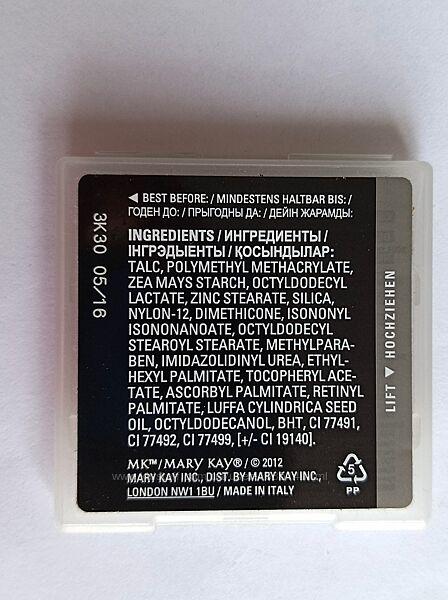 ◀ BEST BEFORE: / MINDESTENS HALTBAR BIS: /
ГОДЕН ДО: / ПРЫГОДНЫ ДА: / ДЕЙІН ЖАРАМДЫ:
3K30 05/16
INGREDIENTS / ИНГРЕДИЕНТЫ /
ІНГРЭДЫЕНТЫ / ҚОСЫНДЫЛАР:
TALC, POLYMETHYL METHACRYLATE,
ZEA MAYS STARCH, OCTYLDODECYL
LACTATE, ZINC STEARATE, SILICA,
NYLON-12, DIMETHICONE, ISONONYL
ISONONANOATE, OCTYLDODECYL
STEAROYL STEARATE, METHYLPARA-
BEN, IMIDAZOLIDINYL UREA, ETHYL-
HEXYL PALMITATE, TOCOPHERYL ACE-
TATE, ASCORBYL PALMITATE, RETINYL
PALMITATE, LUFFA CYLINDRICA SEED
OIL, OCTYLDODECANOL, BHT, CI 77491,
CI 77492, CI 77499, [+/- CI 19140].
MK™/MARY KAY® / © 2012
MARY KAY INC., DIST. BY MARY KAY INC.,
LONDON NW1 1BU / MADE IN ITALY
5
PP
LIFT ▼ HOCHZIEHEN